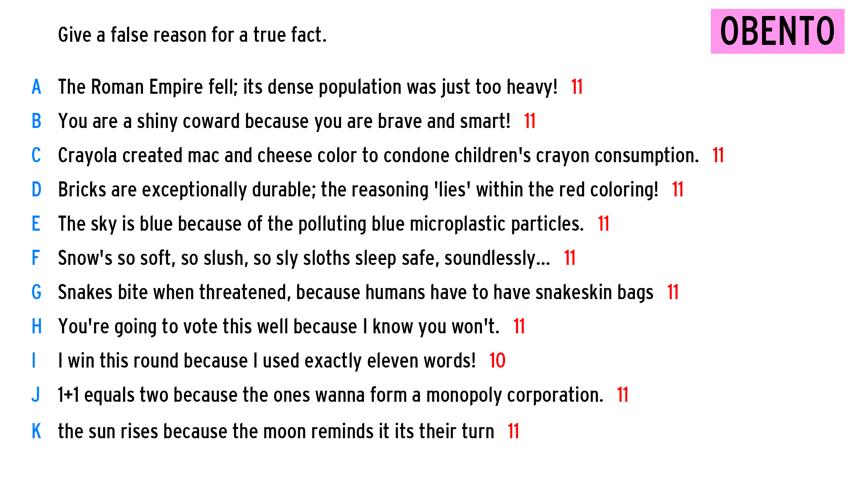 Give a false reason for a true fact.
OBENTO
A The Roman Empire fell; its dense population was just too heavy! 11
B You are a shiny coward because you are brave and smart! 11
C Crayola created mac and cheese color to condone children's crayon consumption. 11
D Bricks are exceptionally durable; the reasoning 'lies' within the red coloring! 11
E The sky is blue because of the polluting blue microplastic particles. 11
F Snow's so soft, so slush, so sly sloths sleep safe, soundlessly... 11
G Snakes bite when threatened, because humans have to have snakeskin bags 11
H You're going to vote this well because I know you won't. 11
I I win this round because I used exactly eleven words! 10
J 1+1 equals two because the ones wanna form a monopoly corporation. 11
K the sun rises because the moon reminds it its their turn 11